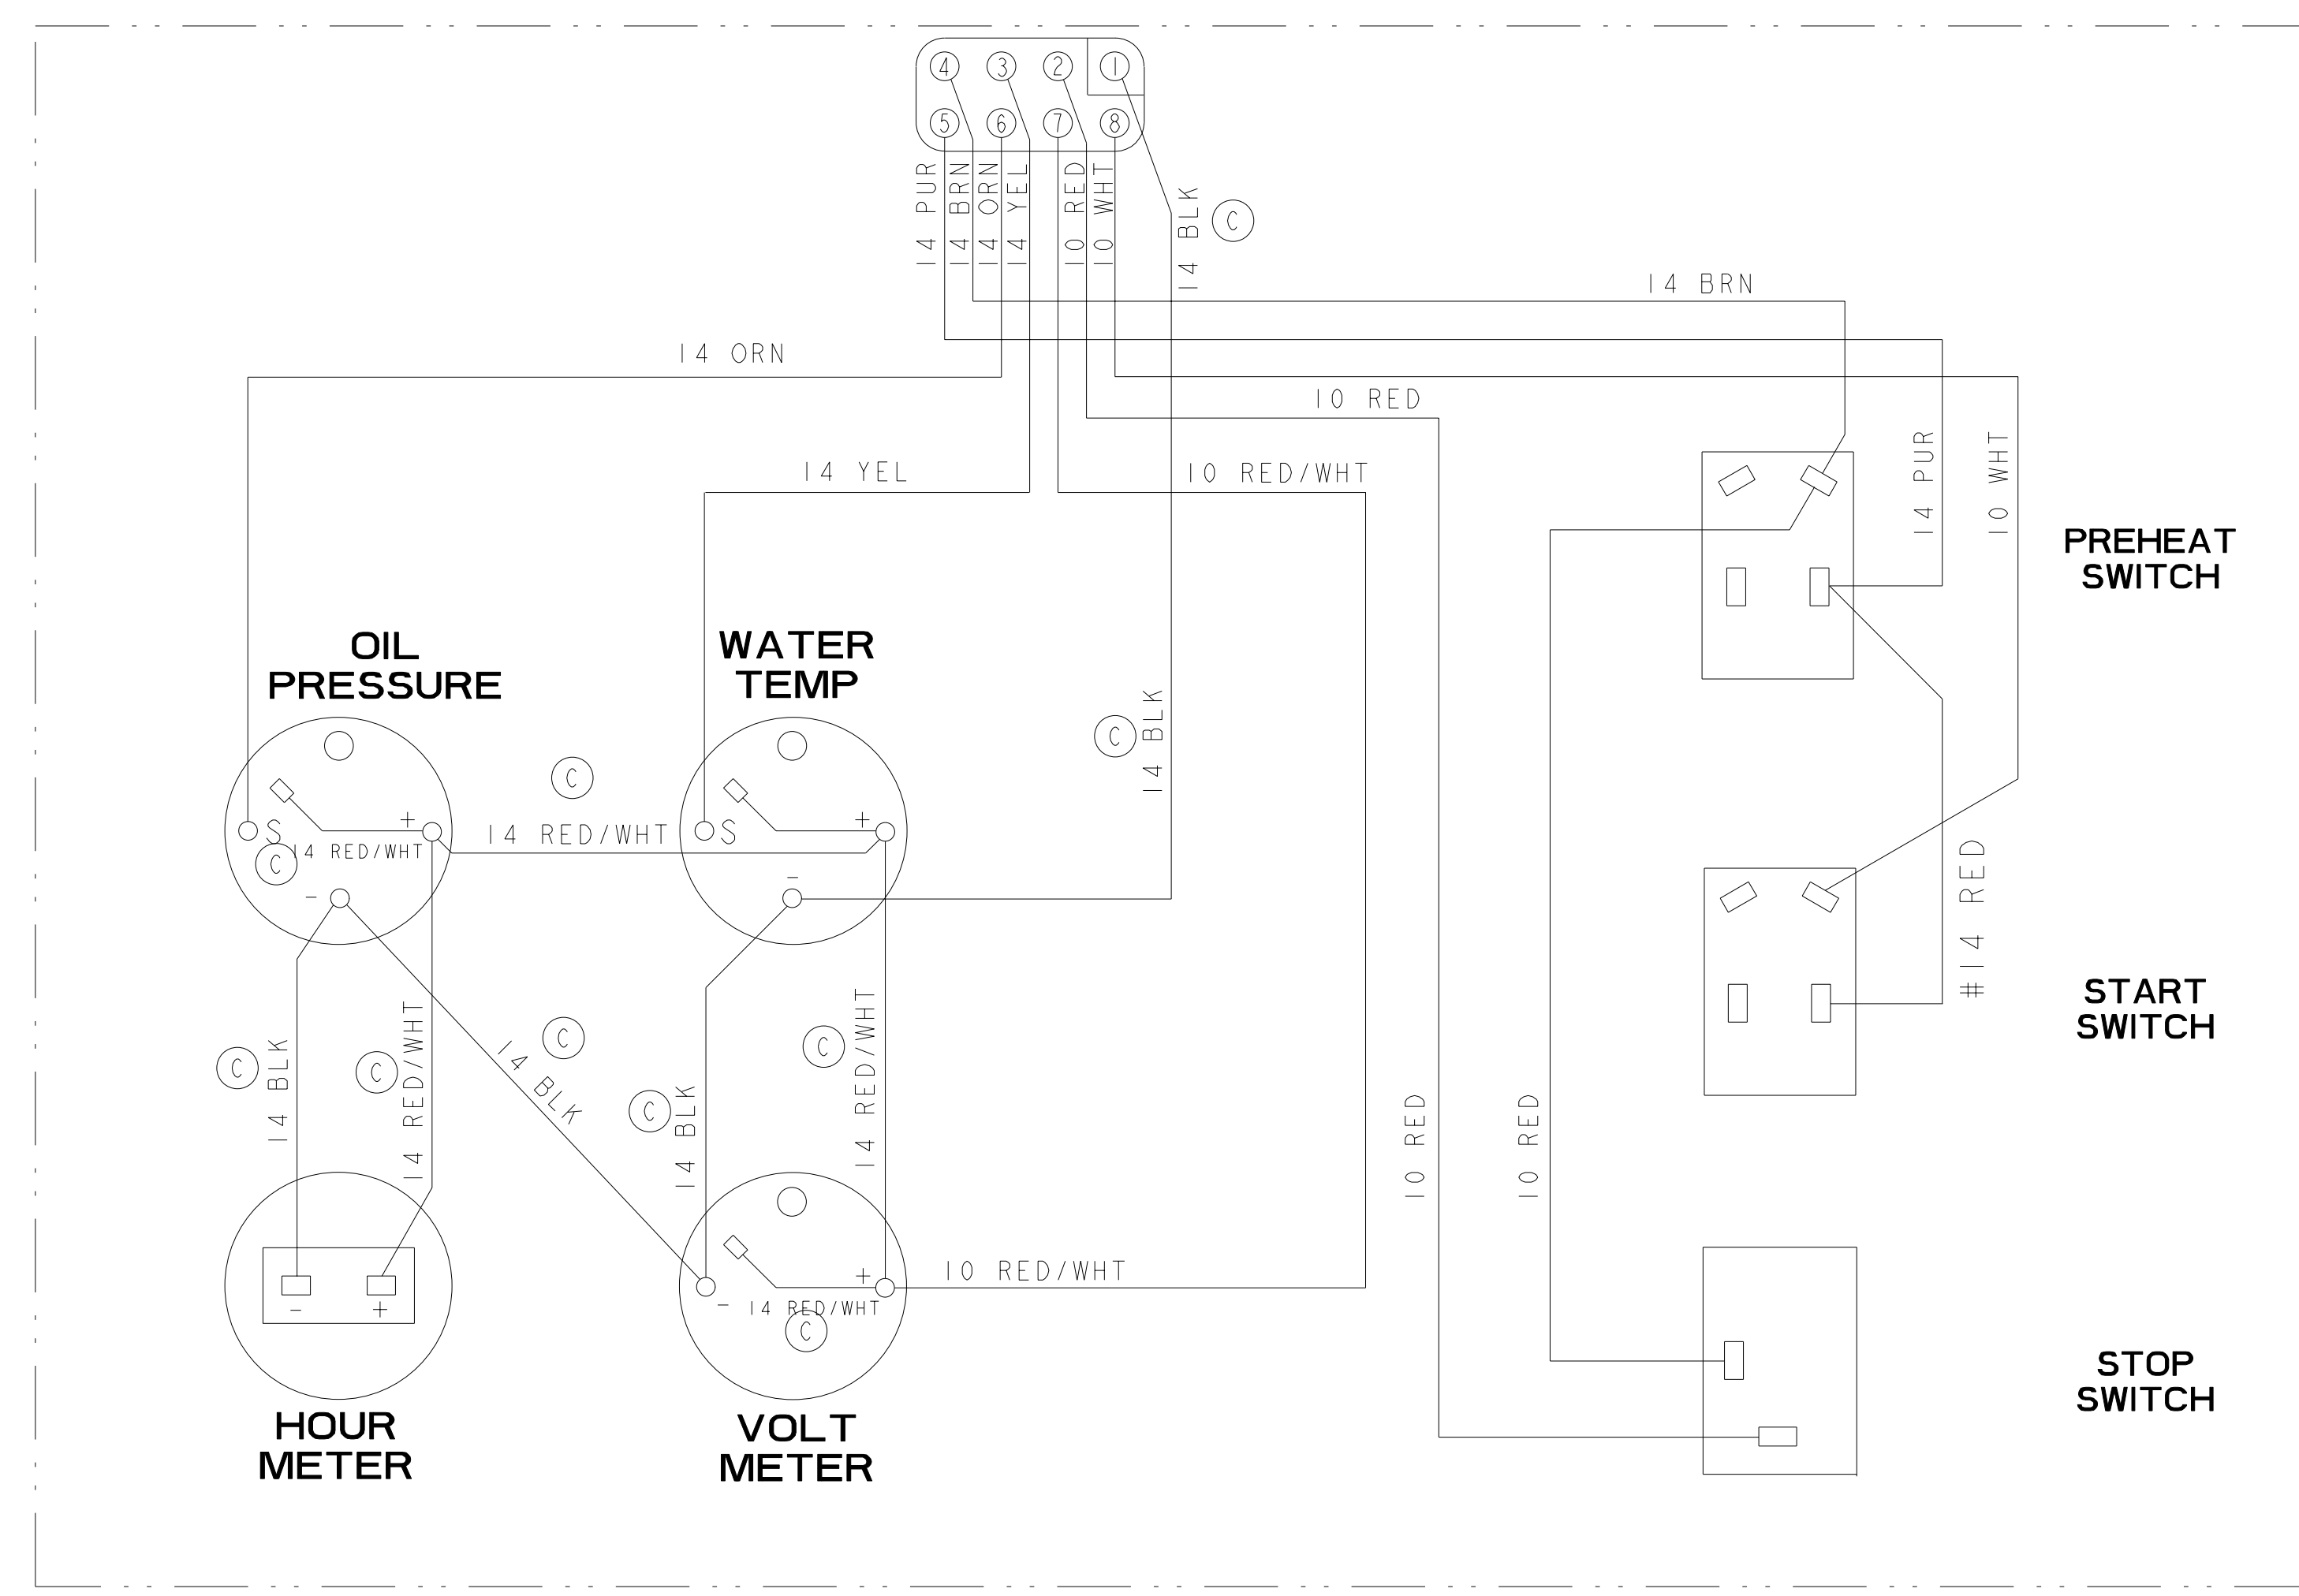 4 3 2 1
5 6 7 8
14 PUR
14 BRN
14 ORN
14 YEL
10 RED
10 WHT
14 BLK
C
14 BRN
14 ORN
10 RED
14 YEL
10 RED/WHT
14 PUR
10 WHT
PREHEAT
SWITCH
OIL
PRESSURE
WATER
TEMP
14 BLK
C
C
S
+
14 RED/WHT
C
-
14 RED/WHT
S
+
-
#14 RED
START
SWITCH
C
14 BLK
C
14 RED/WHT
C
14 BLK
C
14 BLK
C
14 RED/WHT
10 RED
10 RED
-
+
+
-
14 RED/WHT
C
10 RED/WHT
HOUR
METER
VOLT
METER
STOP
SWITCH